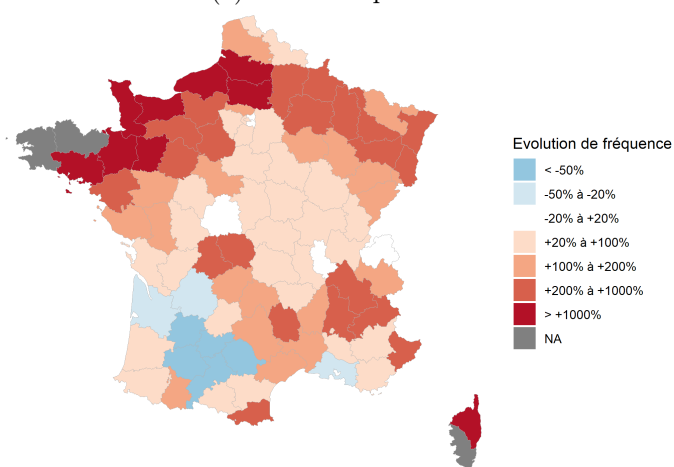 Evolution de fréquence
< -50%
-50% à -20%
-20% à +20%
+20% à +100%
+100% à +200%
+200% à +1000%
> +1000%
NA